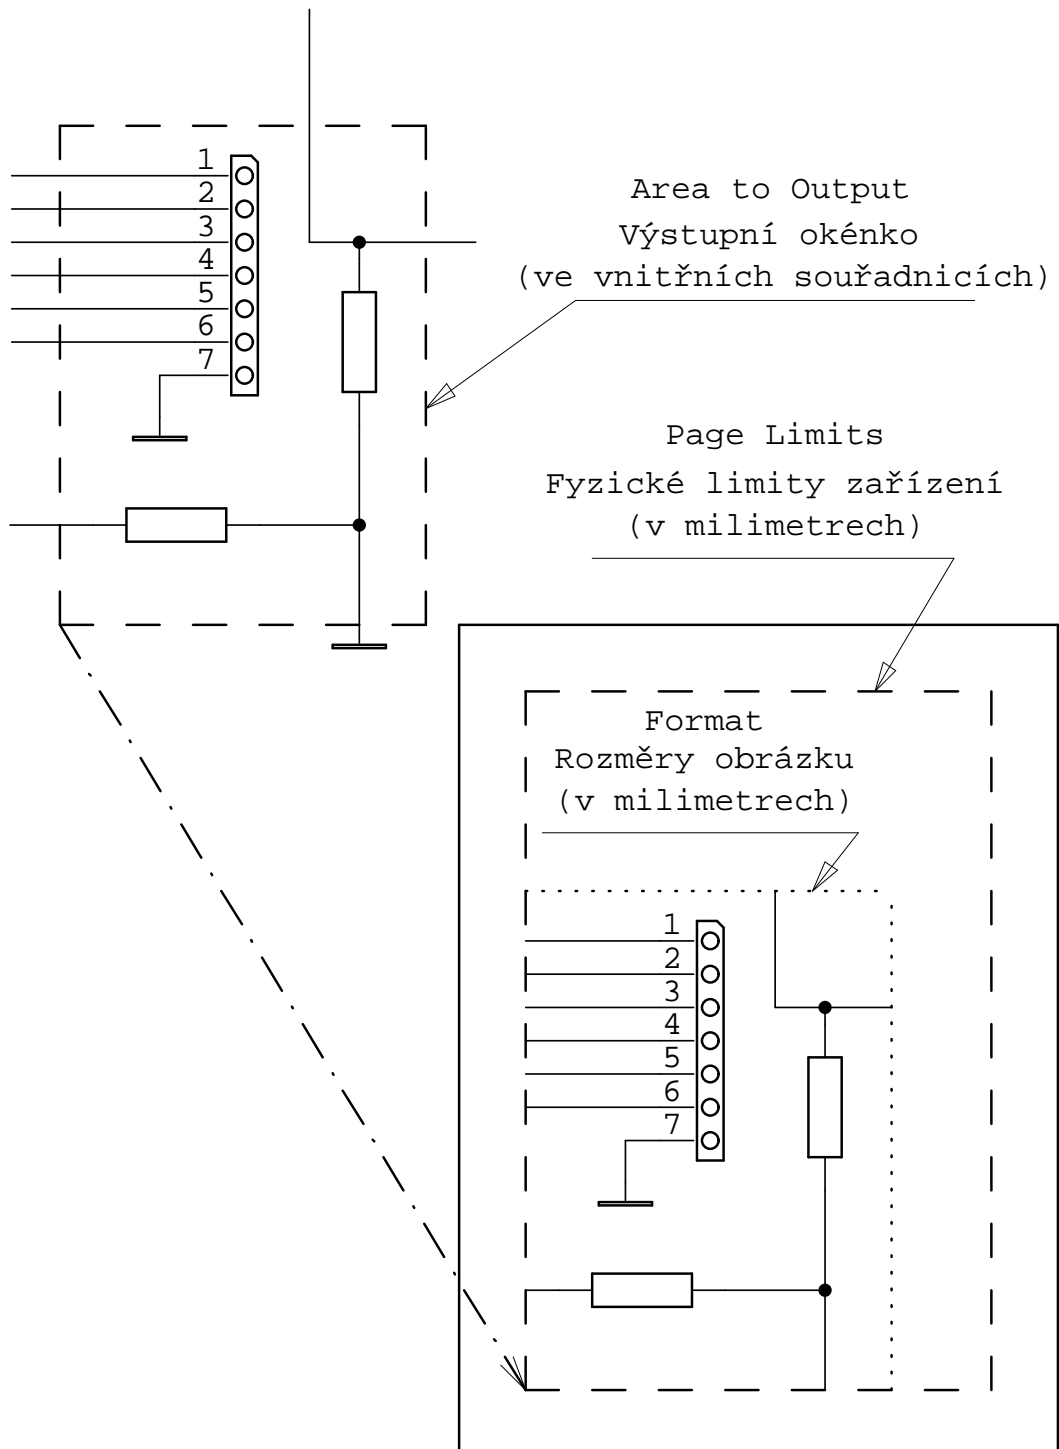 1
2
3
4
5
6
7
Area to Output
Výstupní okénko
(ve vnitřních souřadnicích)
Page Limits
Fyzické limity zařízení
(v milimetrech)
Format
Rozměry obrázku
(v milimetrech)
1
2
3
4
5
6
7